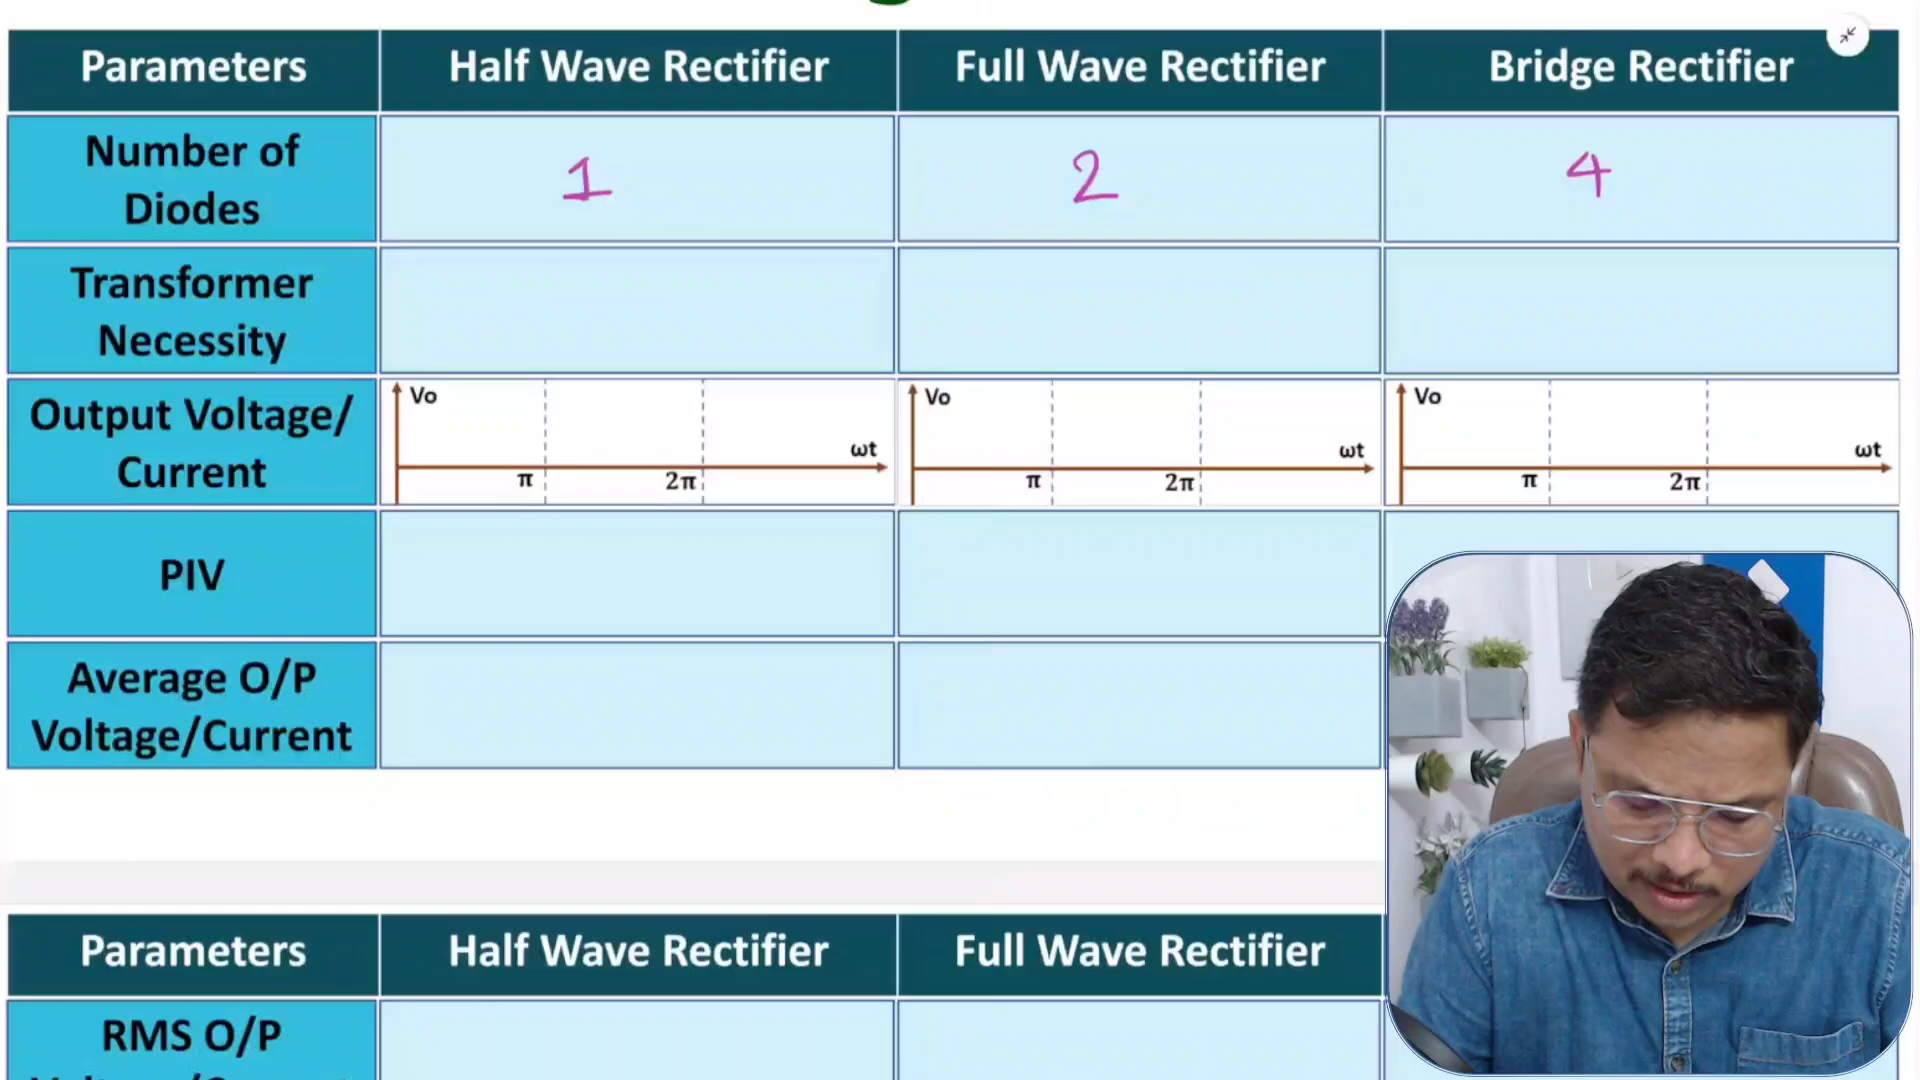 Parameters
Half Wave Rectifier
Full Wave Rectifier
Bridge Rectifier
Number of
Diodes
1
2
4
Transformer
Necessity
Output Voltage/
Current
Vo
ωt
π
2π
Vo
ωt
π
2π
Vo
ωt
π
2π
PIV
Average O/P
Voltage/Current
Parameters
Half Wave Rectifier
Full Wave Rectifier
RMS O/P